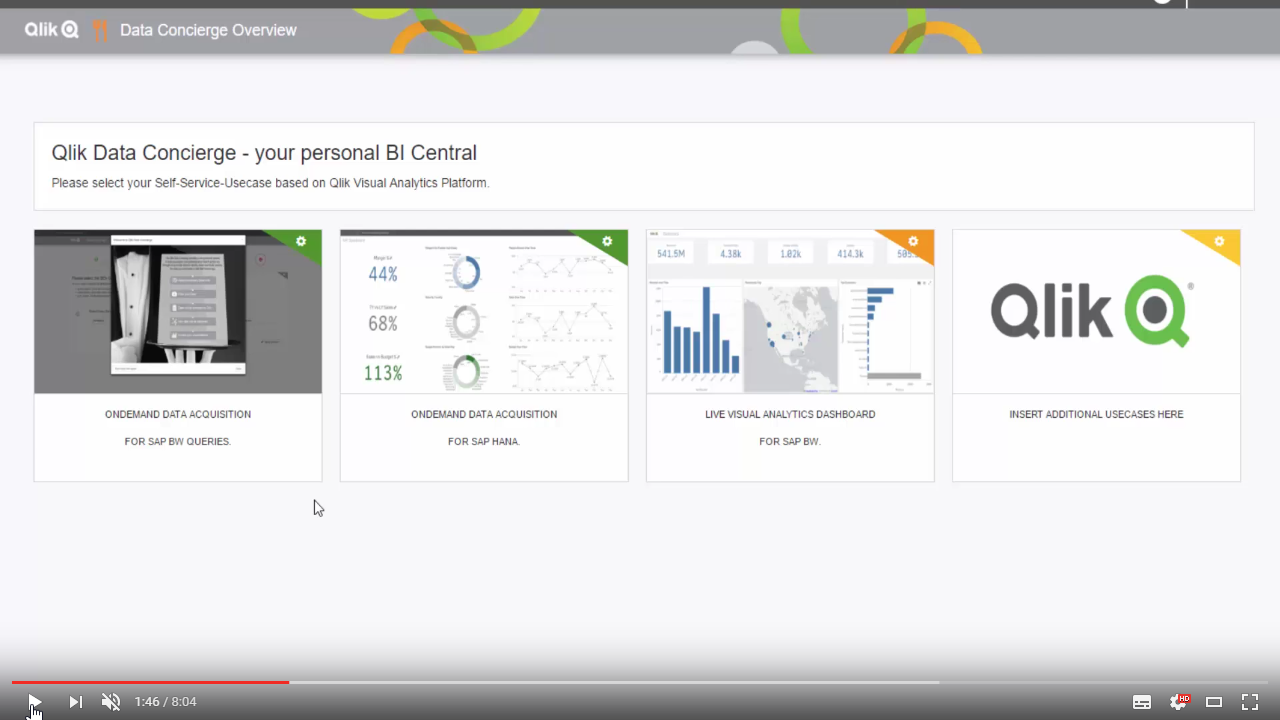 Qlik Q Data Concierge Overview
Qlik Data Concierge - your personal BI Central
Please select your Self-Service-Usecase based on Qlik Visual Analytics Platform.
44%
68%
113%
541.5M 4.38k 1.02k 414.3k
Qlik Q ®
ONDEMAND DATA ACQUISITION
FOR SAP BW QUERIES.
ONDEMAND DATA ACQUISITION
FOR SAP HANA.
LIVE VISUAL ANALYTICS DASHBOARD
FOR SAP BW.
INSERT ADDITIONAL USECASES HERE
1:46 / 8:04
HD